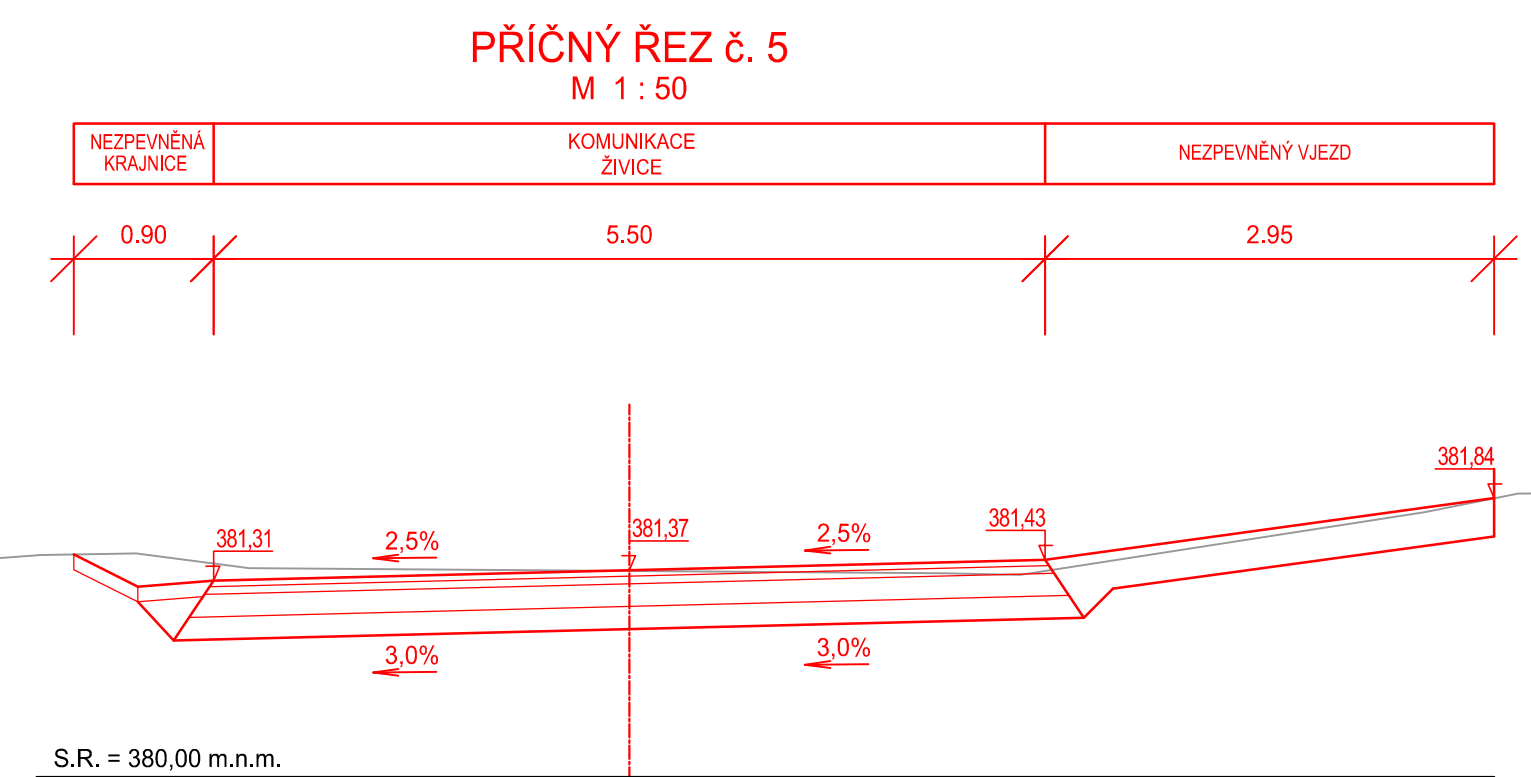 PŘÍČNÝ ŘEZ č. 5
M 1 : 50
NEZPEVNĚNÁ
KRAJNICE
KOMUNIKACE
ŽIVICE
NEZPEVNĚNÝ VJEZD
0.90
5.50
2.95
381,84
381,31
2,5%
381,37
2,5%
381,43
3,0%
3,0%
S.R. = 380,00 m.n.m.